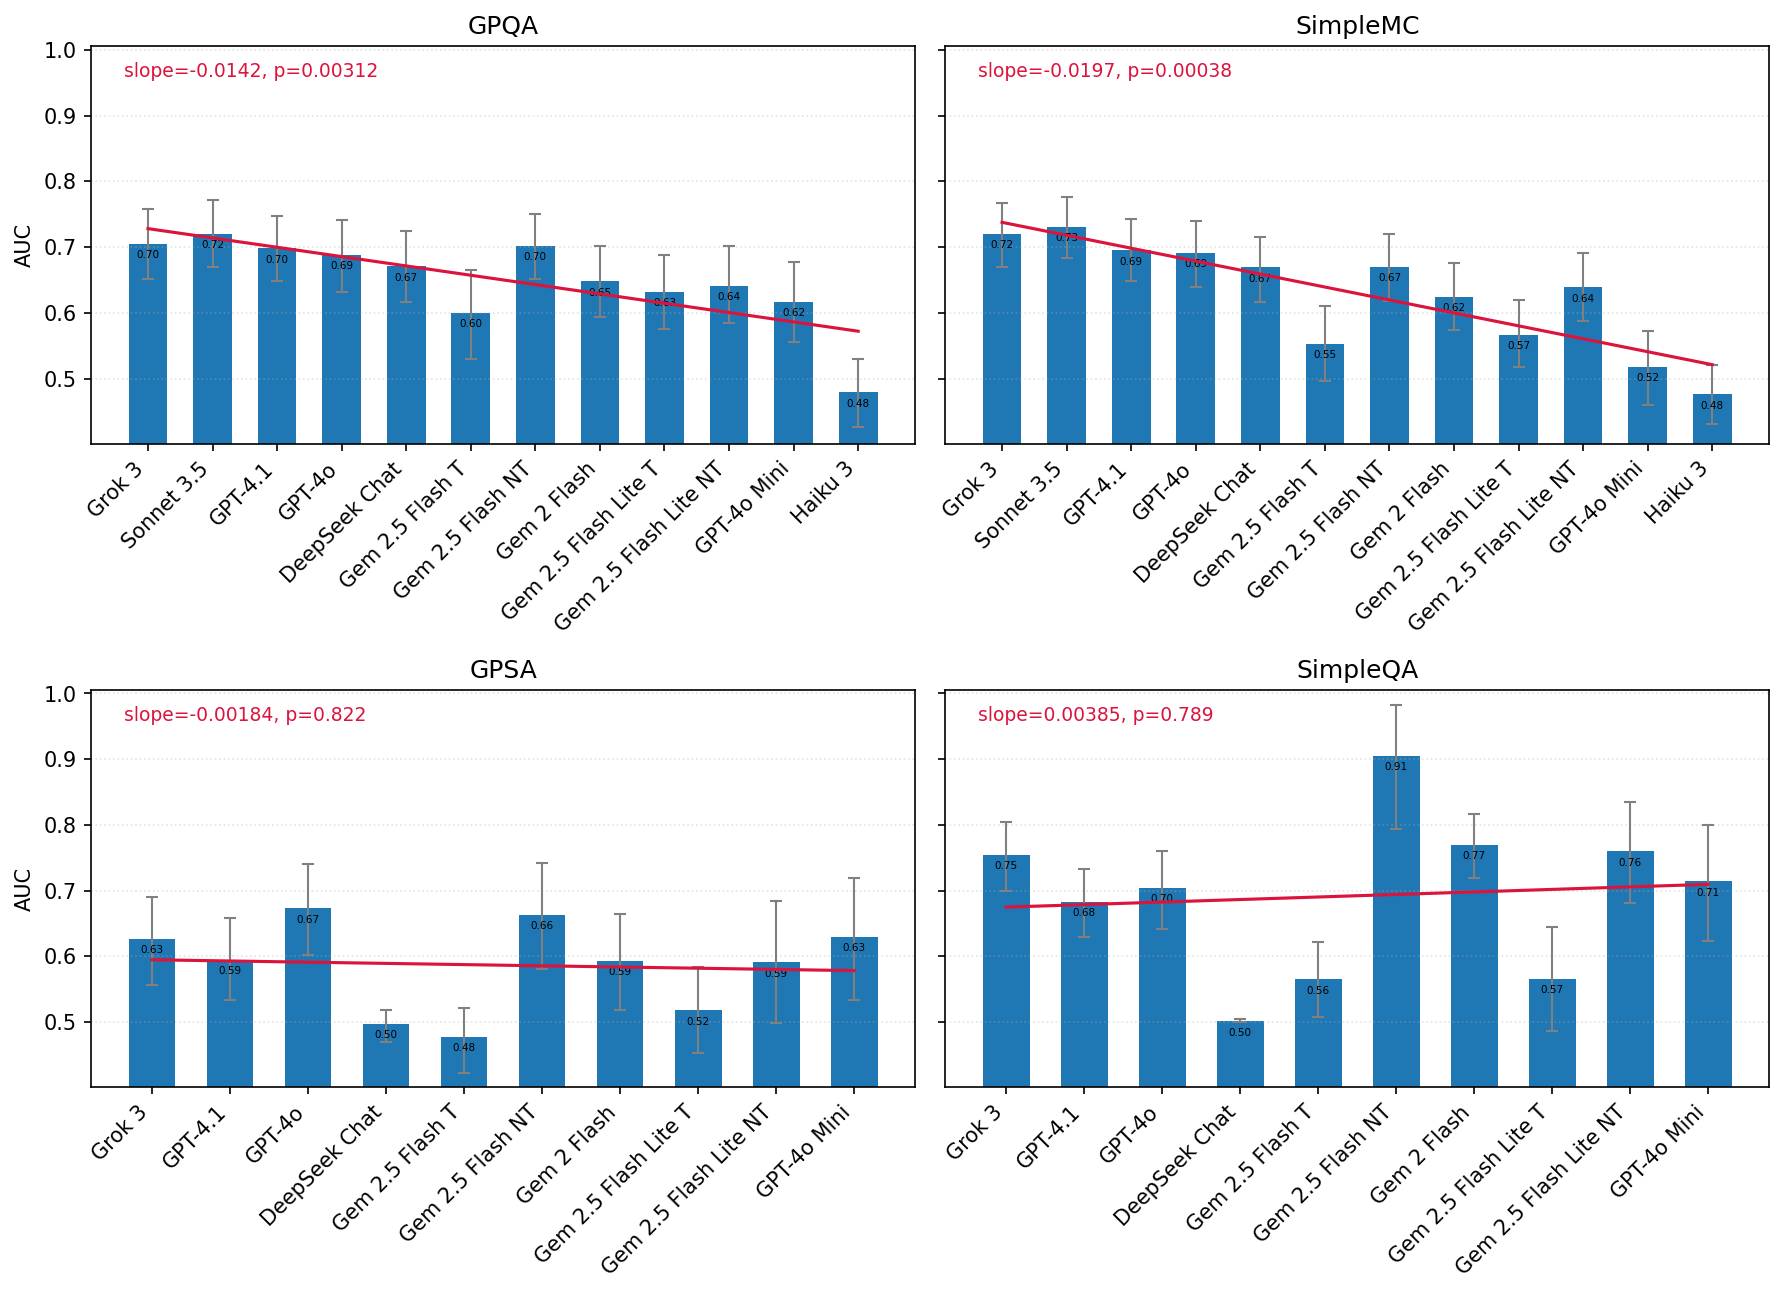 GPQA
slope=-0.0142, p=0.00312
AUC
1.0
0.9
0.8
0.7
0.6
0.5
0.70
0.72
0.70
0.69
0.67
0.60
0.70
0.65
0.63
0.64
0.62
0.48
Grok 3
Sonnet 3.5
GPT-4.1
GPT-4o
DeepSeek Chat
Gem 2.5 Flash T
Gem 2.5 Flash NT
Gem 2 Flash
Gem 2.5 Flash Lite T
Gem 2.5 Flash Lite NT
GPT-4o Mini
Haiku 3
SimpleMC
slope=-0.0197, p=0.00038
0.72
0.73
0.69
0.69
0.67
0.55
0.67
0.62
0.57
0.64
0.52
0.48
Grok 3
Sonnet 3.5
GPT-4.1
GPT-4o
DeepSeek Chat
Gem 2.5 Flash T
Gem 2.5 Flash NT
Gem 2 Flash
Gem 2.5 Flash Lite T
Gem 2.5 Flash Lite NT
GPT-4o Mini
Haiku 3
GPSA
slope=-0.00184, p=0.822
AUC
1.0
0.9
0.8
0.7
0.6
0.5
0.63
0.59
0.67
0.50
0.48
0.66
0.59
0.52
0.59
0.63
Grok 3
GPT-4.1
GPT-4o
DeepSeek Chat
Gem 2.5 Flash T
Gem 2.5 Flash NT
Gem 2 Flash
Gem 2.5 Flash Lite T
Gem 2.5 Flash Lite NT
GPT-4o Mini
SimpleQA
slope=0.00385, p=0.789
0.75
0.68
0.70
0.50
0.56
0.91
0.77
0.57
0.76
0.71
Grok 3
GPT-4.1
GPT-4o
DeepSeek Chat
Gem 2.5 Flash T
Gem 2.5 Flash NT
Gem 2 Flash
Gem 2.5 Flash Lite T
Gem 2.5 Flash Lite NT
GPT-4o Mini